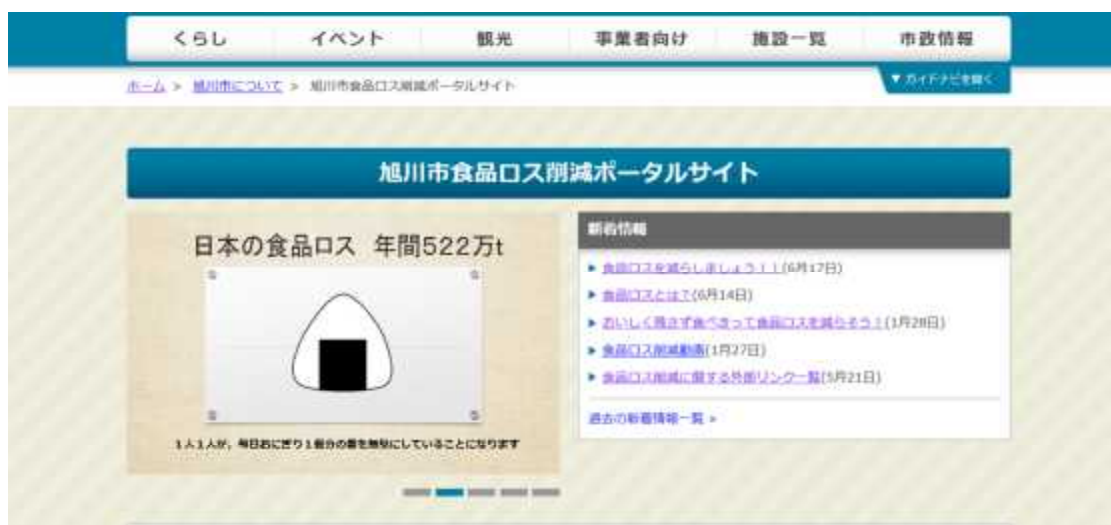 くらし イベント 観光 事業者向け 施設一覧 市政情報
ホーム > 旭川市について > 旭川市食品ロス削減ポータルサイト
▼ ガイドナビを開く
旭川市食品ロス削減ポータルサイト
日本の食品ロス 年間522万t
1人1人が，毎日おにぎり1個分の量を無駄にしていることになります
新着情報
食品ロスを減らしましょう！！(6月17日)
食品ロスとは？(6月14日)
おいしく残さず食べきって食品ロスを減らそう！(1月28日)
食品ロス削減動画(1月27日)
食品ロス削減に関する外部リンク一覧(5月21日)
過去の新着情報一覧 »